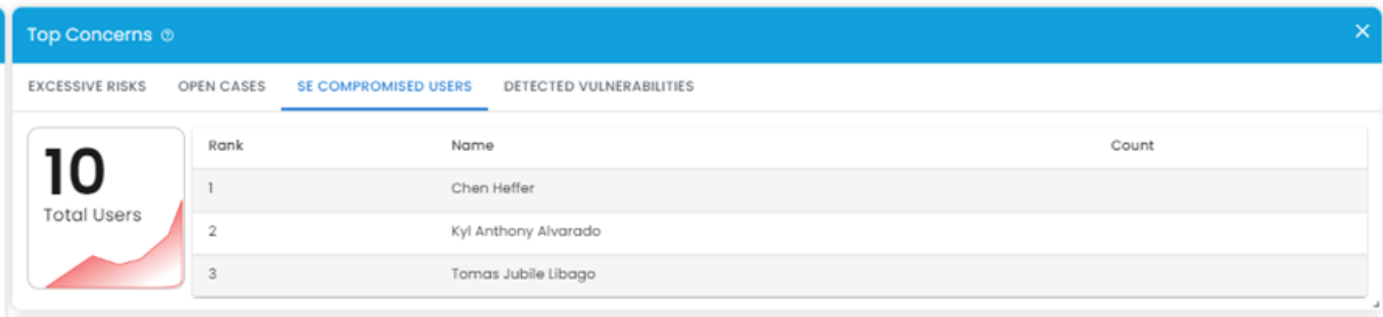 Top Concerns
EXCESSIVE RISKS OPEN CASES SE COMPROMISED USERS DETECTED VULNERABILITIES
10
Total Users
Rank Name Count
1 Chen Heffer
2 Kyl Anthony Alvarado
3 Tomas Jubile Libago